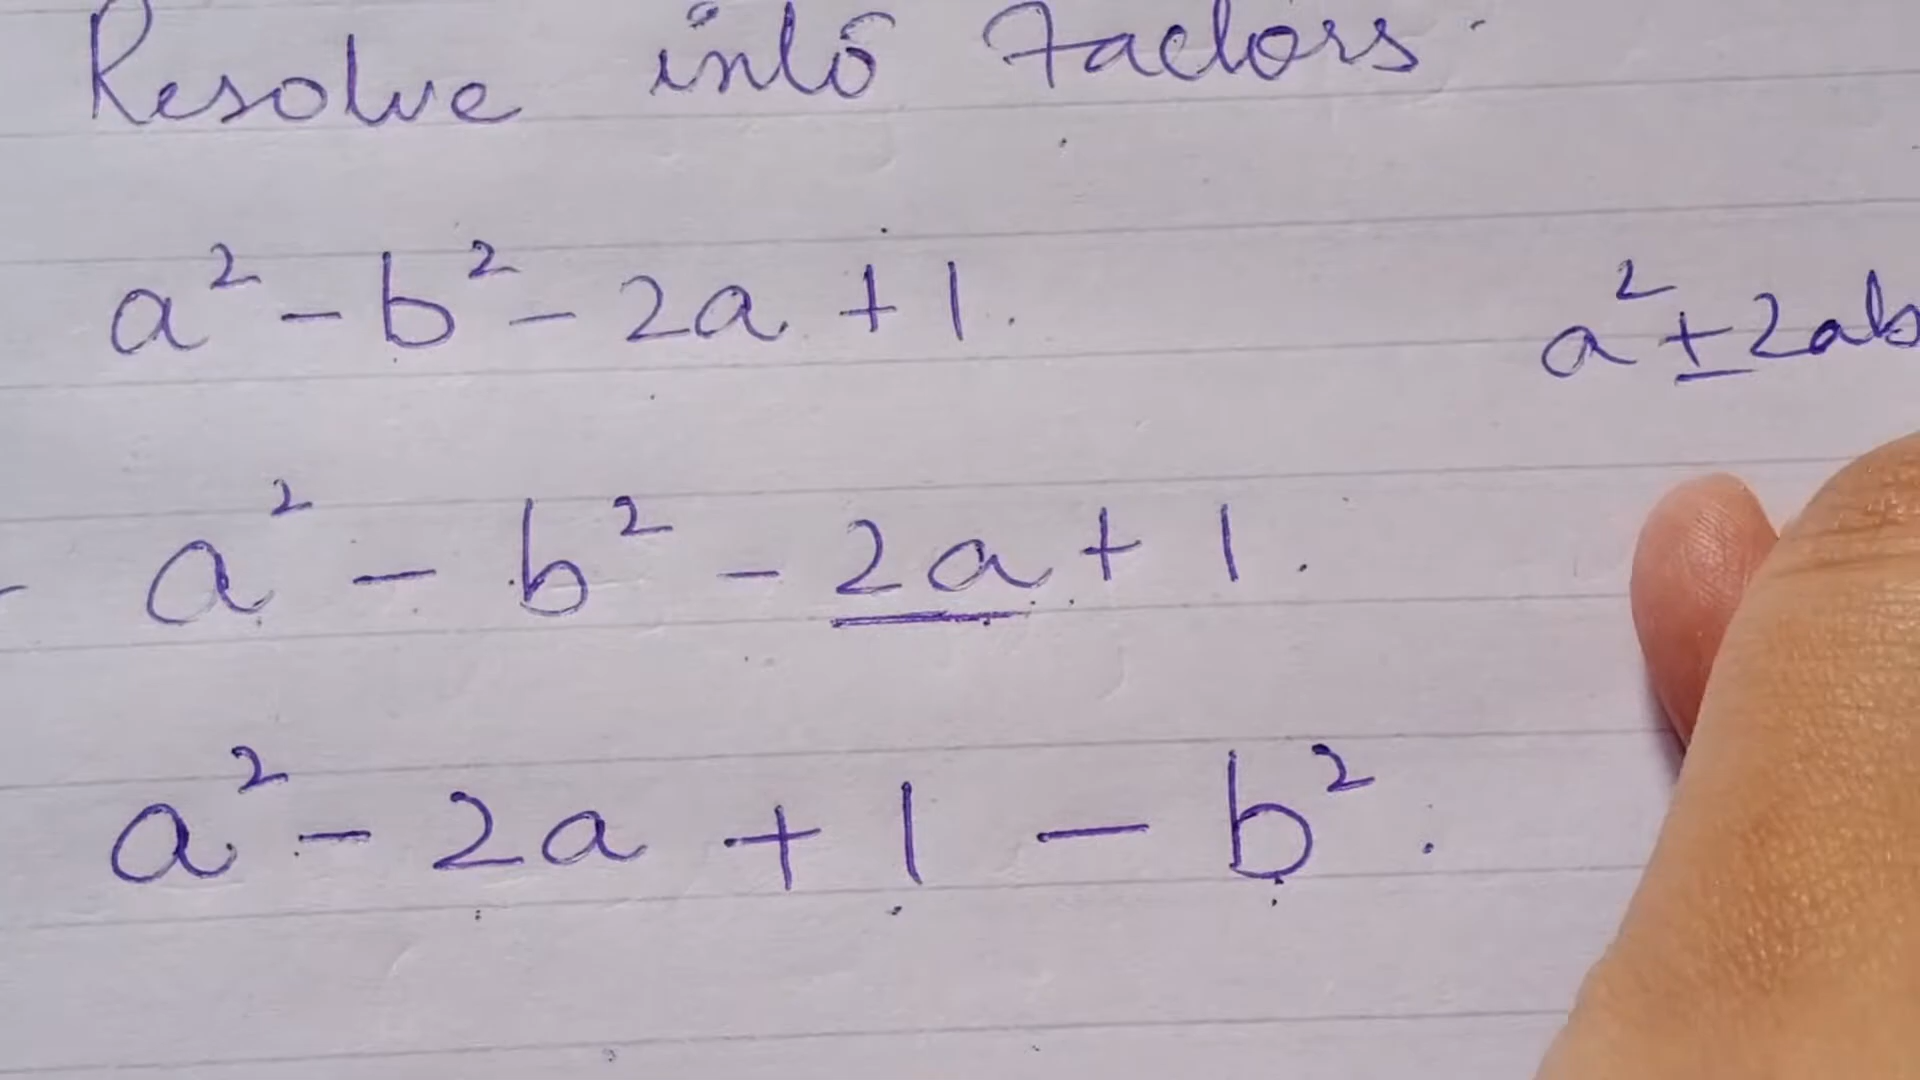 Resolve into Factors.
a² - b² - 2a + 1.
a² ± 2ab
- a² - b² - 2a + 1.
a² - 2a + 1 - b².